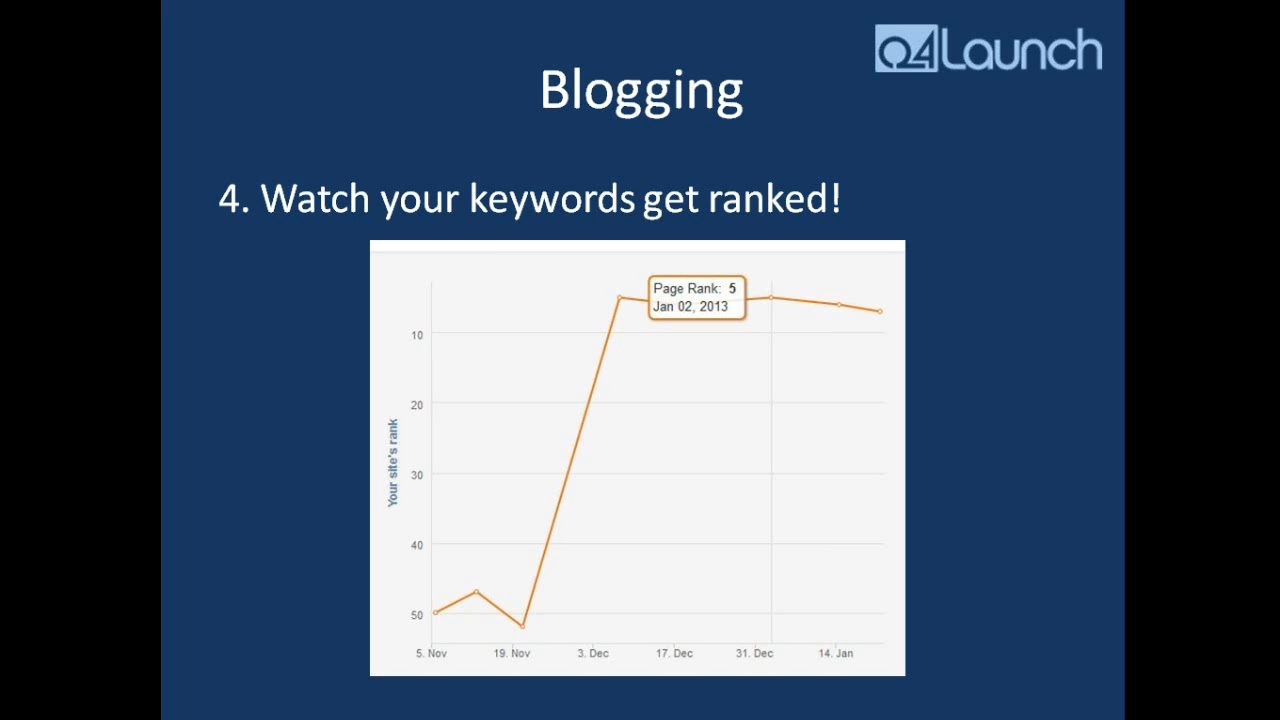 Q4Launch
Blogging
4. Watch your keywords get ranked!
Page Rank: 5
Jan 02, 2013
10
20
30
40
50
Your site's rank
5. Nov 19. Nov 3. Dec 17. Dec 31. Dec 14. Jan